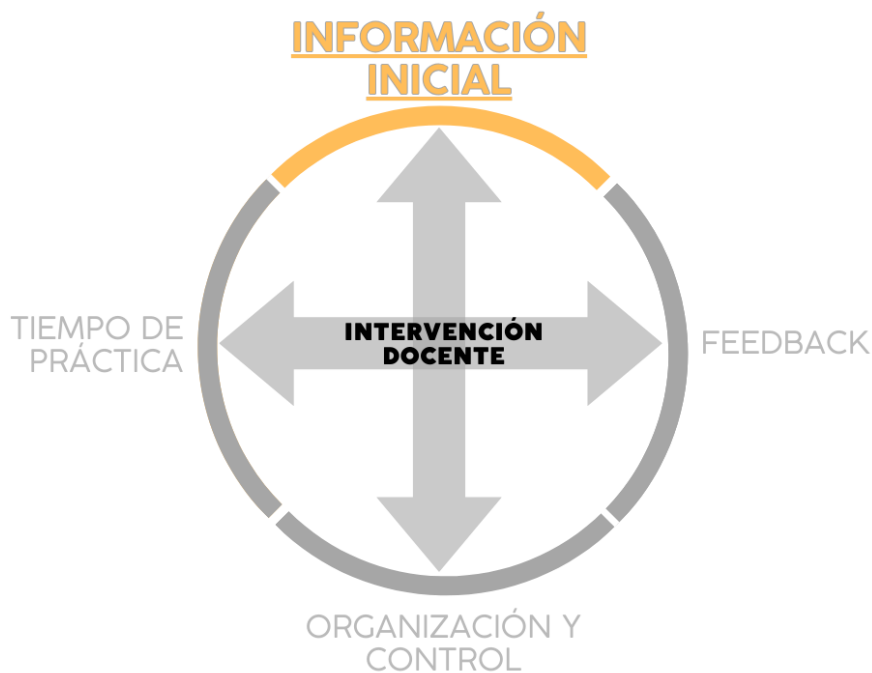 INFORMACIÓN
INICIAL
TIEMPO DE
PRÁCTICA
INTERVENCIÓN
DOCENTE
FEEDBACK
ORGANIZACIÓN Y
CONTROL